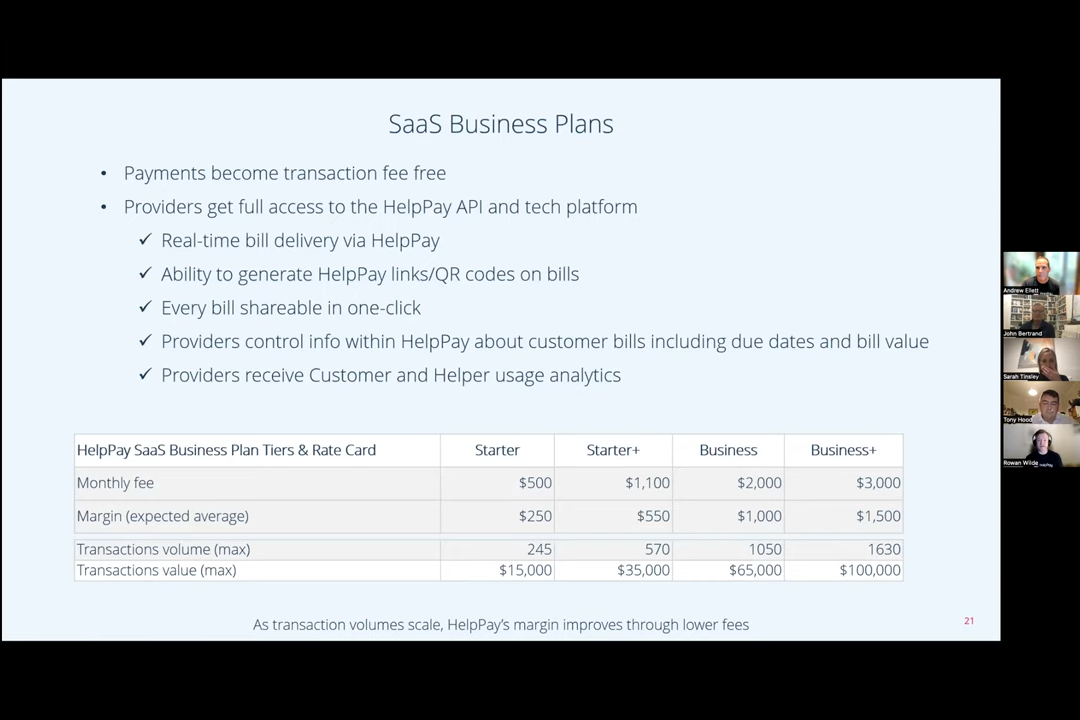 SaaS Business Plans
• Payments become transaction fee free
• Providers get full access to the HelpPay API and tech platform
✓ Real-time bill delivery via HelpPay
✓ Ability to generate HelpPay links/QR codes on bills
✓ Every bill shareable in one-click
✓ Providers control info within HelpPay about customer bills including due dates and bill value
✓ Providers receive Customer and Helper usage analytics
HelpPay SaaS Business Plan Tiers & Rate Card Starter Starter+ Business Business+
Monthly fee $500 $1,100 $2,000 $3,000
Margin (expected average) $250 $550 $1,000 $1,500
Transactions volume (max) 245 570 1050 1630
Transactions value (max) $15,000 $35,000 $65,000 $100,000
As transaction volumes scale, HelpPay's margin improves through lower fees
21
Andrew Ellett
John Bertrand
Sarah Tinsley
Tony Hood
Rowan Wilde